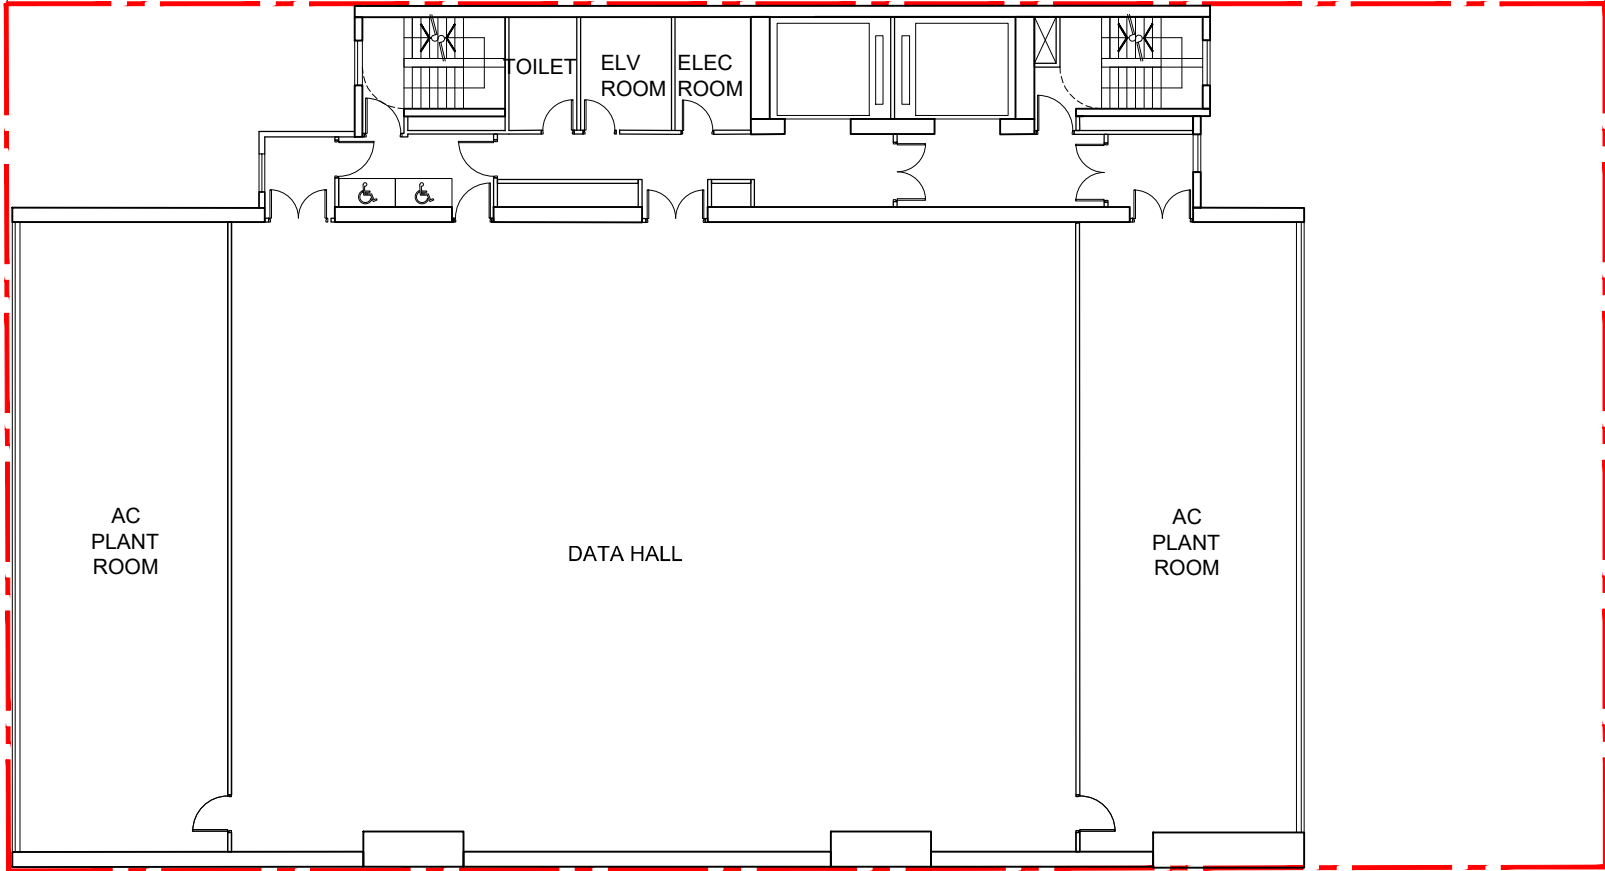 TOILET
ELV
ROOM
ELEC
ROOM
AC
PLANT
ROOM
DATA HALL
AC
PLANT
ROOM